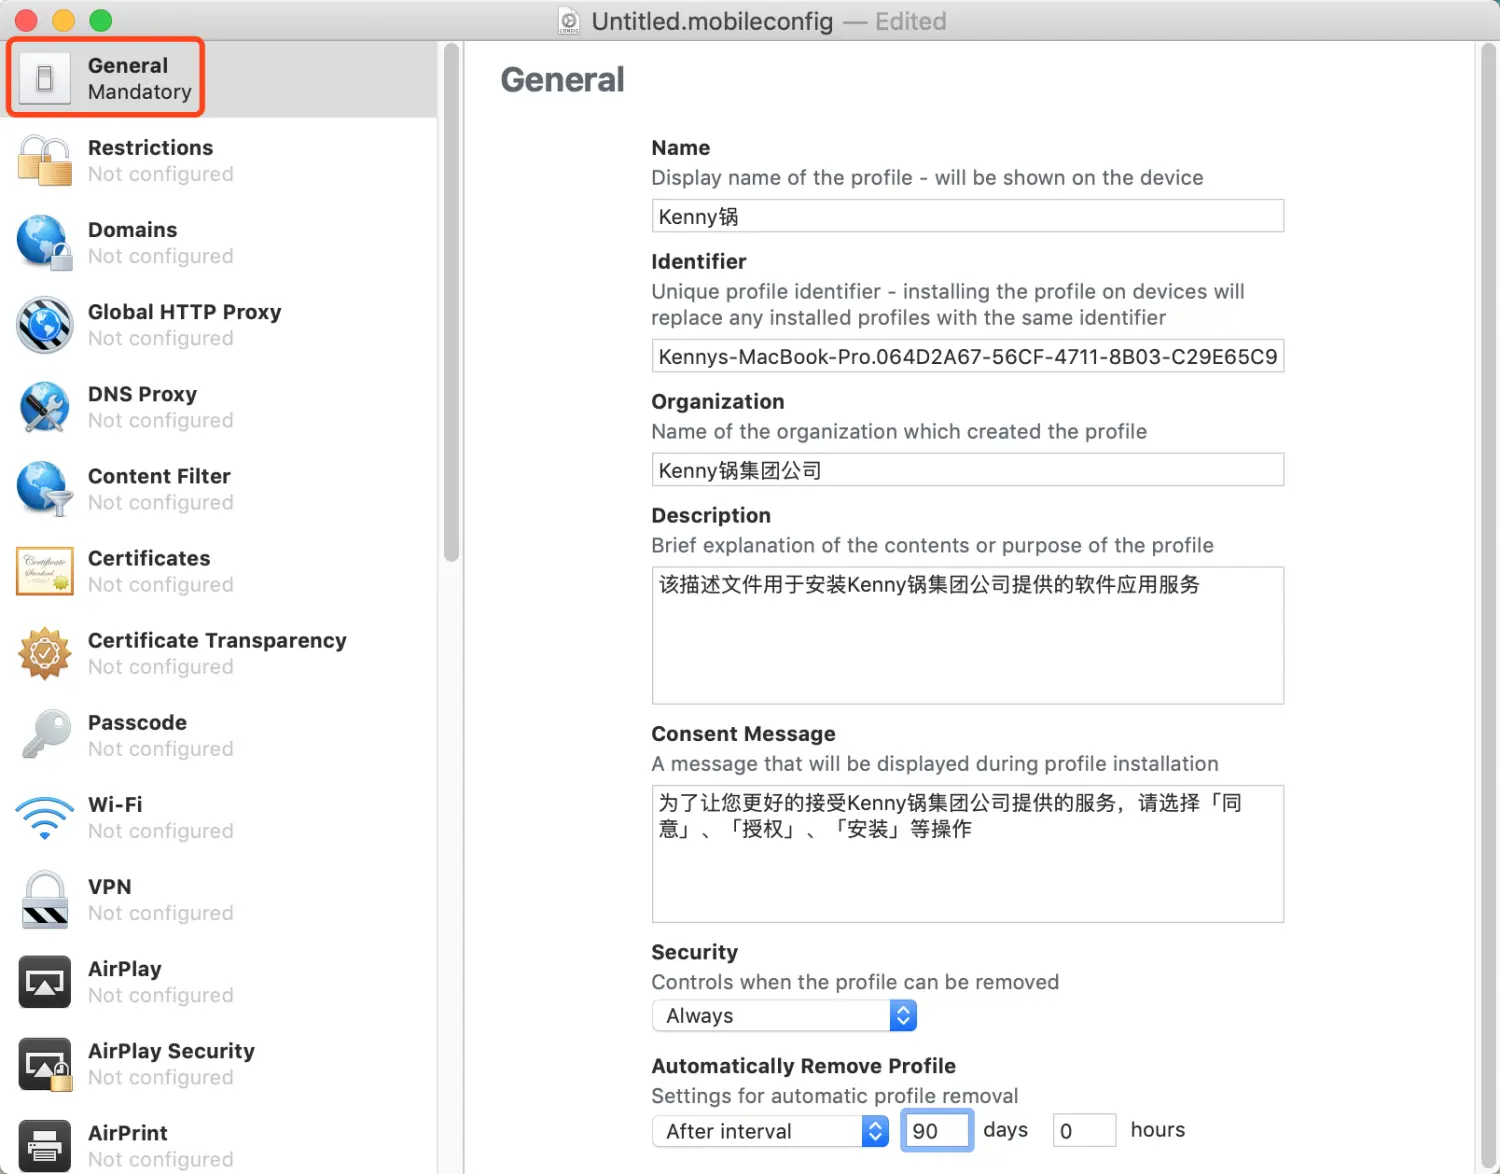 Untitled.mobileconfig — Edited
General
Mandatory
Restrictions
Not configured
Domains
Not configured
Global HTTP Proxy
Not configured
DNS Proxy
Not configured
Content Filter
Not configured
Certificates
Not configured
Certificate Transparency
Not configured
Passcode
Not configured
Wi-Fi
Not configured
VPN
Not configured
AirPlay
Not configured
AirPlay Security
Not configured
AirPrint
Not configured
General
Name
Display name of the profile - will be shown on the device
Kenny锅
Identifier
Unique profile identifier - installing the profile on devices will
replace any installed profiles with the same identifier
Kennys-MacBook-Pro.064D2A67-56CF-4711-8B03-C29E65C9
Organization
Name of the organization which created the profile
Kenny锅集团公司
Description
Brief explanation of the contents or purpose of the profile
该描述文件用于安装Kenny锅集团公司提供的软件应用服务
Consent Message
A message that will be displayed during profile installation
为了让您更好的接受Kenny锅集团公司提供的服务，请选择「同
意」、「授权」、「安装」等操作
Security
Controls when the profile can be removed
Always
Automatically Remove Profile
Settings for automatic profile removal
After interval 90 days 0 hours